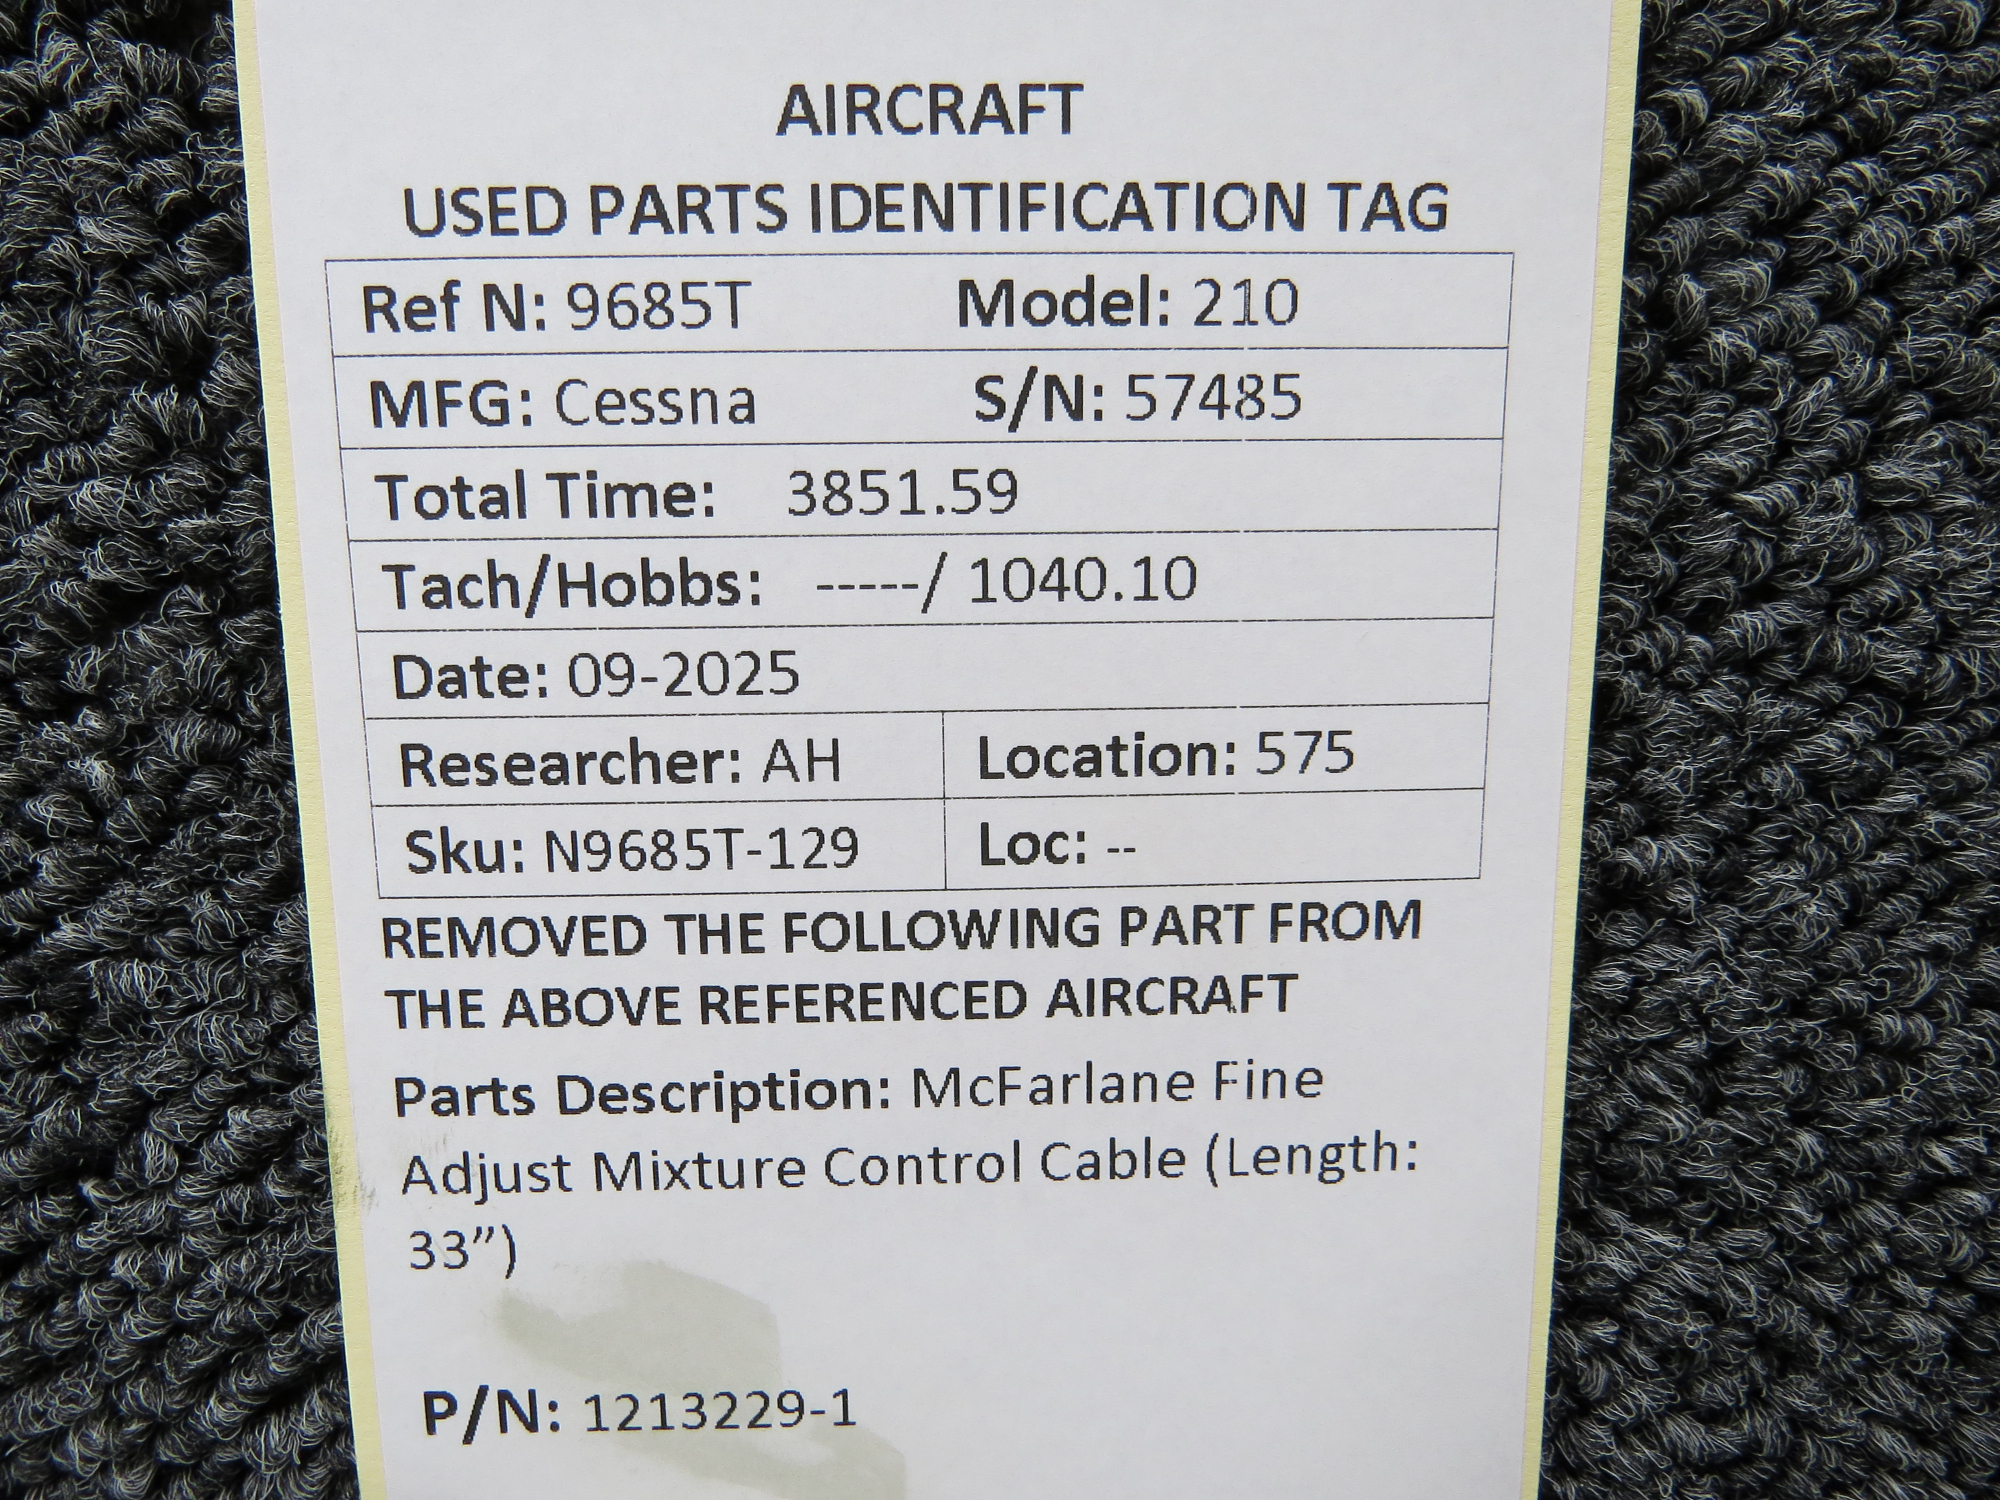 AIRCRAFT
USED PARTS IDENTIFICATION TAG
Ref N: 9685T Model: 210
MFG: Cessna S/N: 57485
Total Time: 3851.59
Tach/Hobbs: -----/ 1040.10
Date: 09-2025
Researcher: AH Location: 575
Sku: N9685T-129 Loc: --
REMOVED THE FOLLOWING PART FROM
THE ABOVE REFERENCED AIRCRAFT
Parts Description: McFarlane Fine
Adjust Mixture Control Cable (Length:
33”)
P/N: 1213229-1